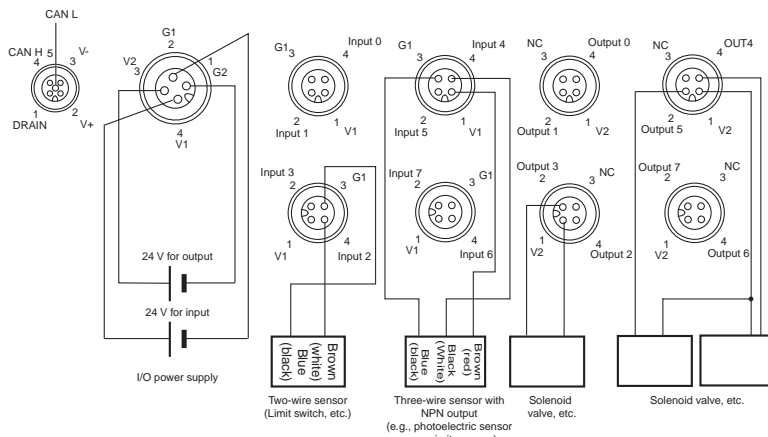 CAN L
CAN H 5
4
V-
3
1
DRAIN
2
V+
G1
2
V2
3
1
G2
4
V1
G1
3
Input 0
4
2
Input 1
1
V1
G1
3
Input 4
4
2
Input 5
1
V1
NC
3
Output 0
4
2
Output 1
1
V2
NC
3
OUT4
4
2
Output 5
1
V2
Input 3
2
G1
3
1
V1
4
Input 2
Input 7
2
G1
3
1
V1
4
Input 6
Output 3
2
NC
3
1
V2
4
Output 2
Output 7
2
NC
3
1
V2
4
Output 6
24 V for output
24 V for input
I/O power supply
Brown
(white)
Blue
(black)
Brown
(red)
Black
(White)
Blue
(black)
Two-wire sensor
(Limit switch, etc.)
Three-wire sensor with
NPN output
(e.g., photoelectric sensor
Solenoid
valve, etc.
Solenoid valve, etc.